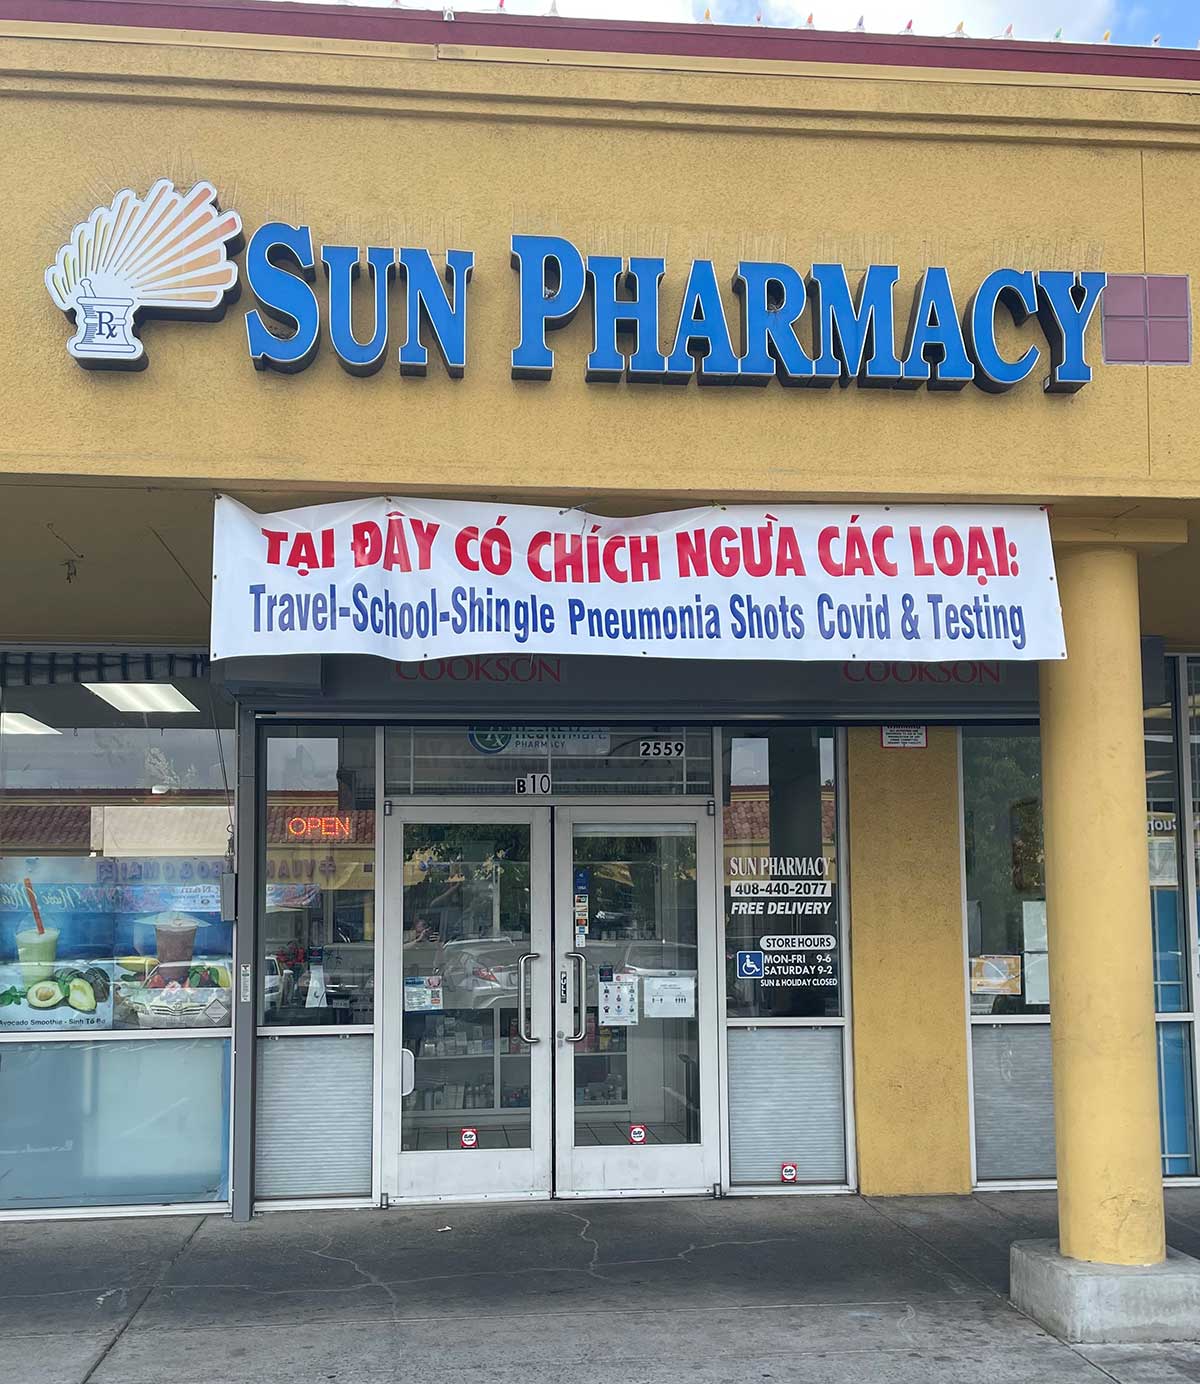 Rx
SUN PHARMACY
TẠI ĐÂY CÓ CHÍCH NGỪA CÁC LOẠI:
Travel-School-Shingle Pneumonia Shots Covid & Testing
COOKSON
COOKSON
HealthMart
PHARMACY
2559
B10
OPEN
SUN PHARMACY
408-440-2077
FREE DELIVERY
STORE HOURS
MON-FRI 9-6
SATURDAY 9-2
SUN & HOLIDAY CLOSED
Avocado Smoothie - Sinh Tố Bơ